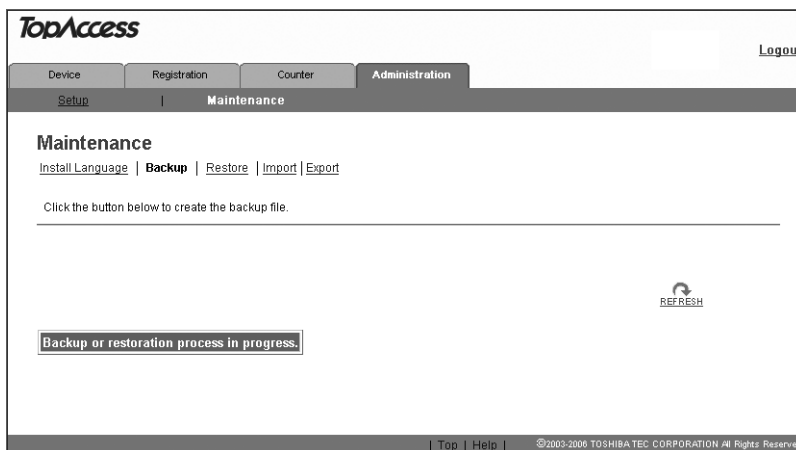 TopAccess
Logou
Device Registration Counter Administration
Setup | Maintenance
Maintenance
Install Language | Backup | Restore | Import | Export
Click the button below to create the backup file.
REFRESH
Backup or restoration process in progress.
| Top | Help | ©2003-2006 TOSHIBA TEC CORPORATION All Rights Reserve